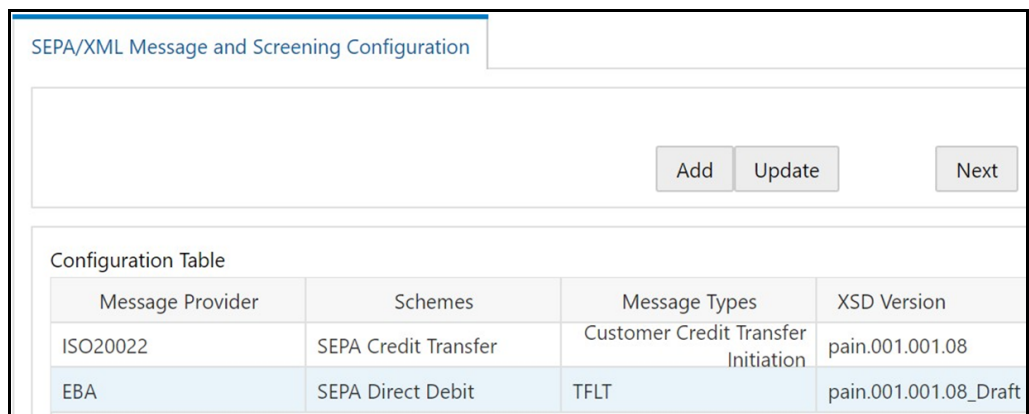 SEPA/XML Message and Screening Configuration
Add Update Next
Configuration Table
Message Provider Schemes Message Types XSD Version
ISO20022 SEPA Credit Transfer Customer Credit Transfer Initiation pain.001.001.08
EBA SEPA Direct Debit TFLT pain.001.001.08_Draft